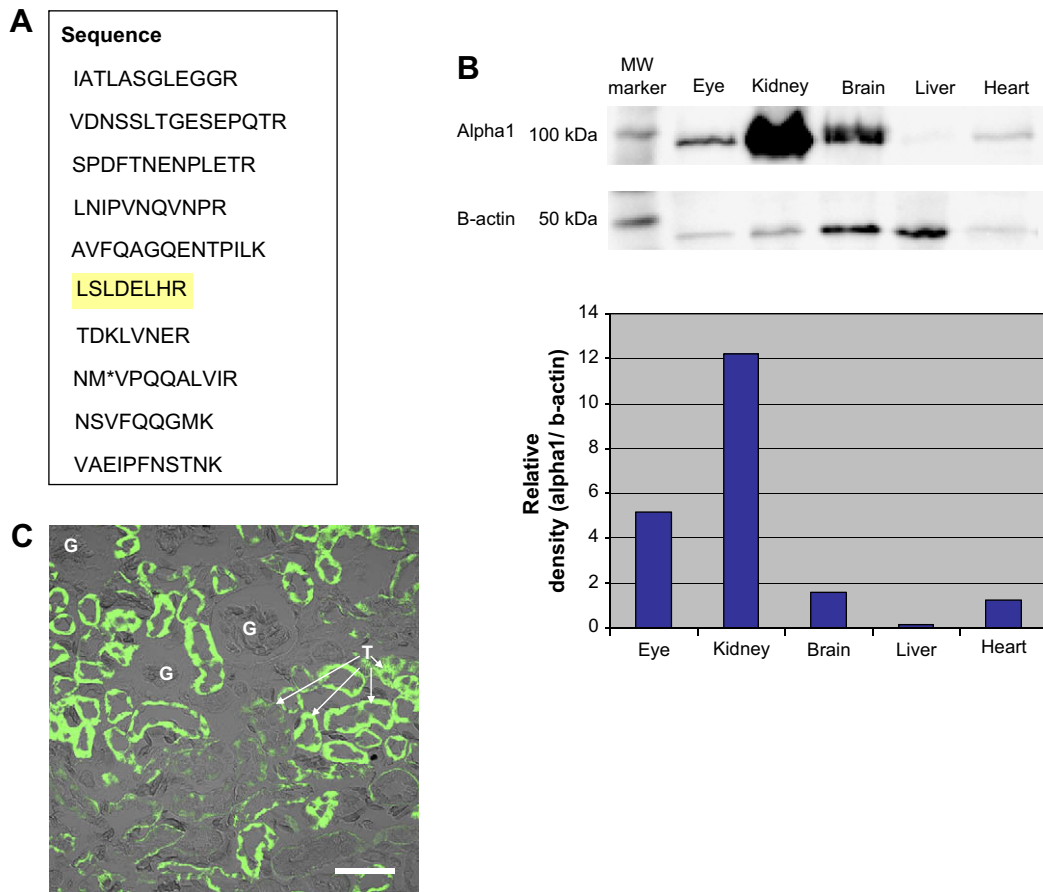 A
Sequence
IATLASGLEGGR
VDNSSLTGESEPQTR
SPDFTNENPLETR
LNIPVNQVNPR
AVFQAGQENTPILK
LSLDELHR
TDKLVNER
NM*VPQQALVIR
NSVFQQGMK
VAEIPFNSTNK
B
MW
marker
Eye
Kidney
Brain
Liver
Heart
Alpha1 100 kDa
B-actin 50 kDa
Relative
density (alpha1/ b-actin)
14
12
10
8
6
4
2
0
Eye
Kidney
Brain
Liver
Heart
C
G
G
G
T